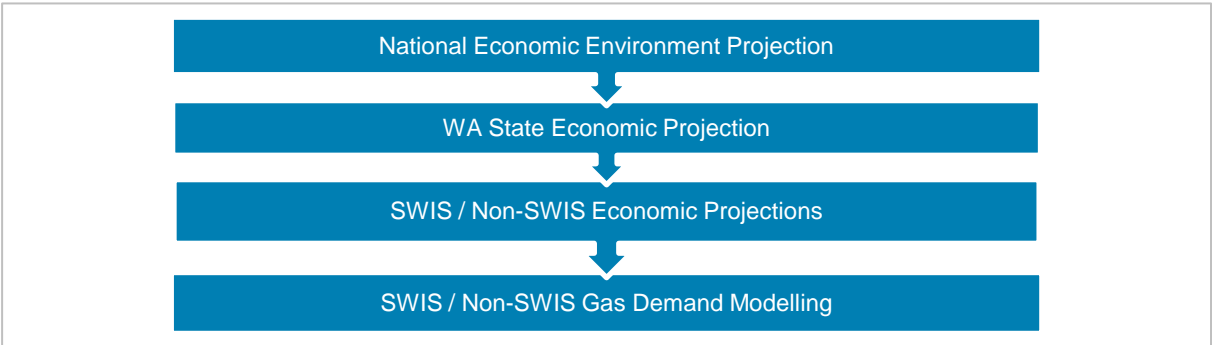 National Economic Environment Projection
WA State Economic Projection
SWIS / Non-SWIS Economic Projections
SWIS / Non-SWIS Gas Demand Modelling